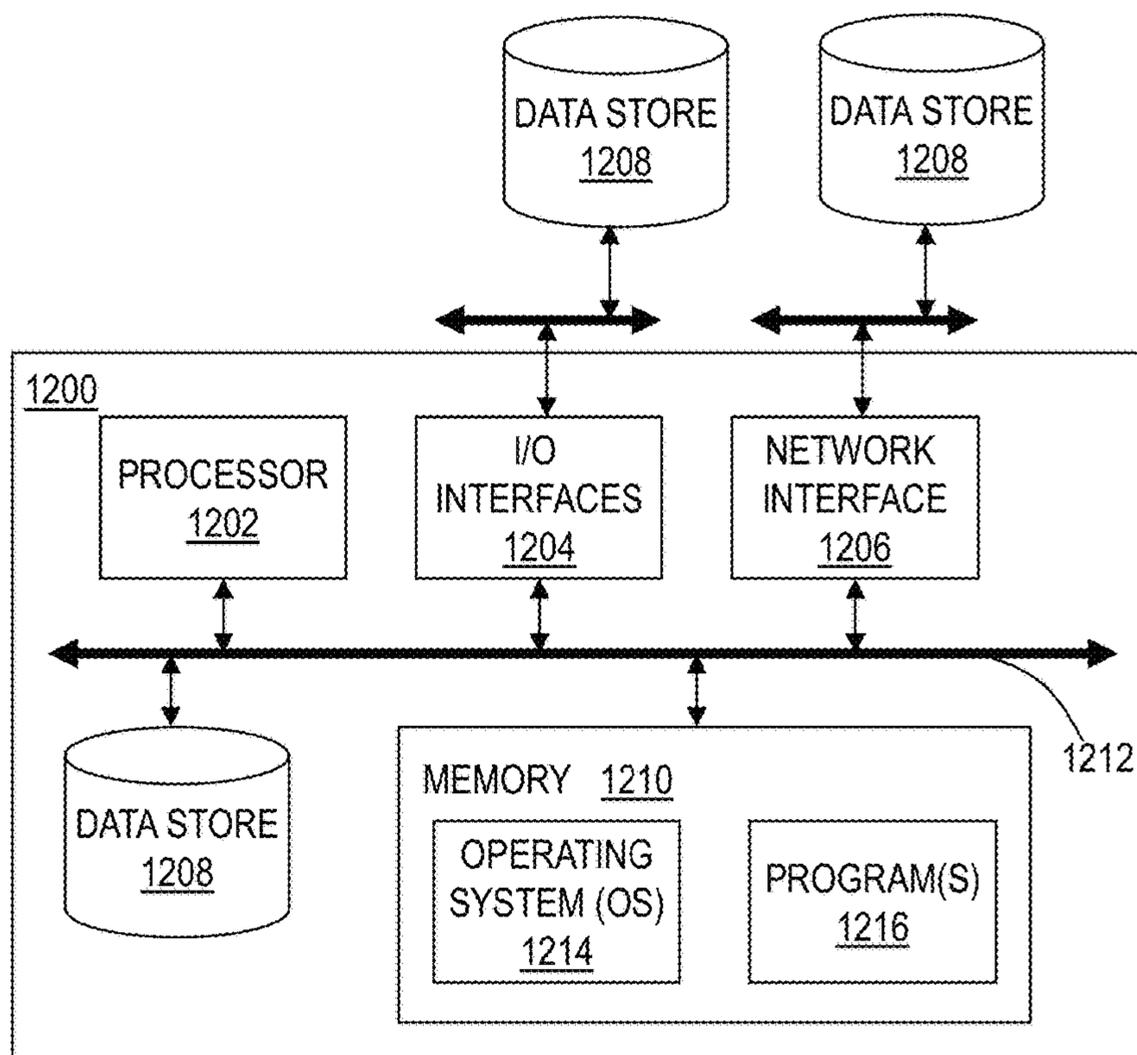 DATA STORE
1208
DATA STORE
1208
1200
PROCESSOR
1202
I/O
INTERFACES
1204
NETWORK
INTERFACE
1206
1212
DATA STORE
1208
MEMORY 1210
OPERATING
SYSTEM (OS)
1214
PROGRAM(S)
1216